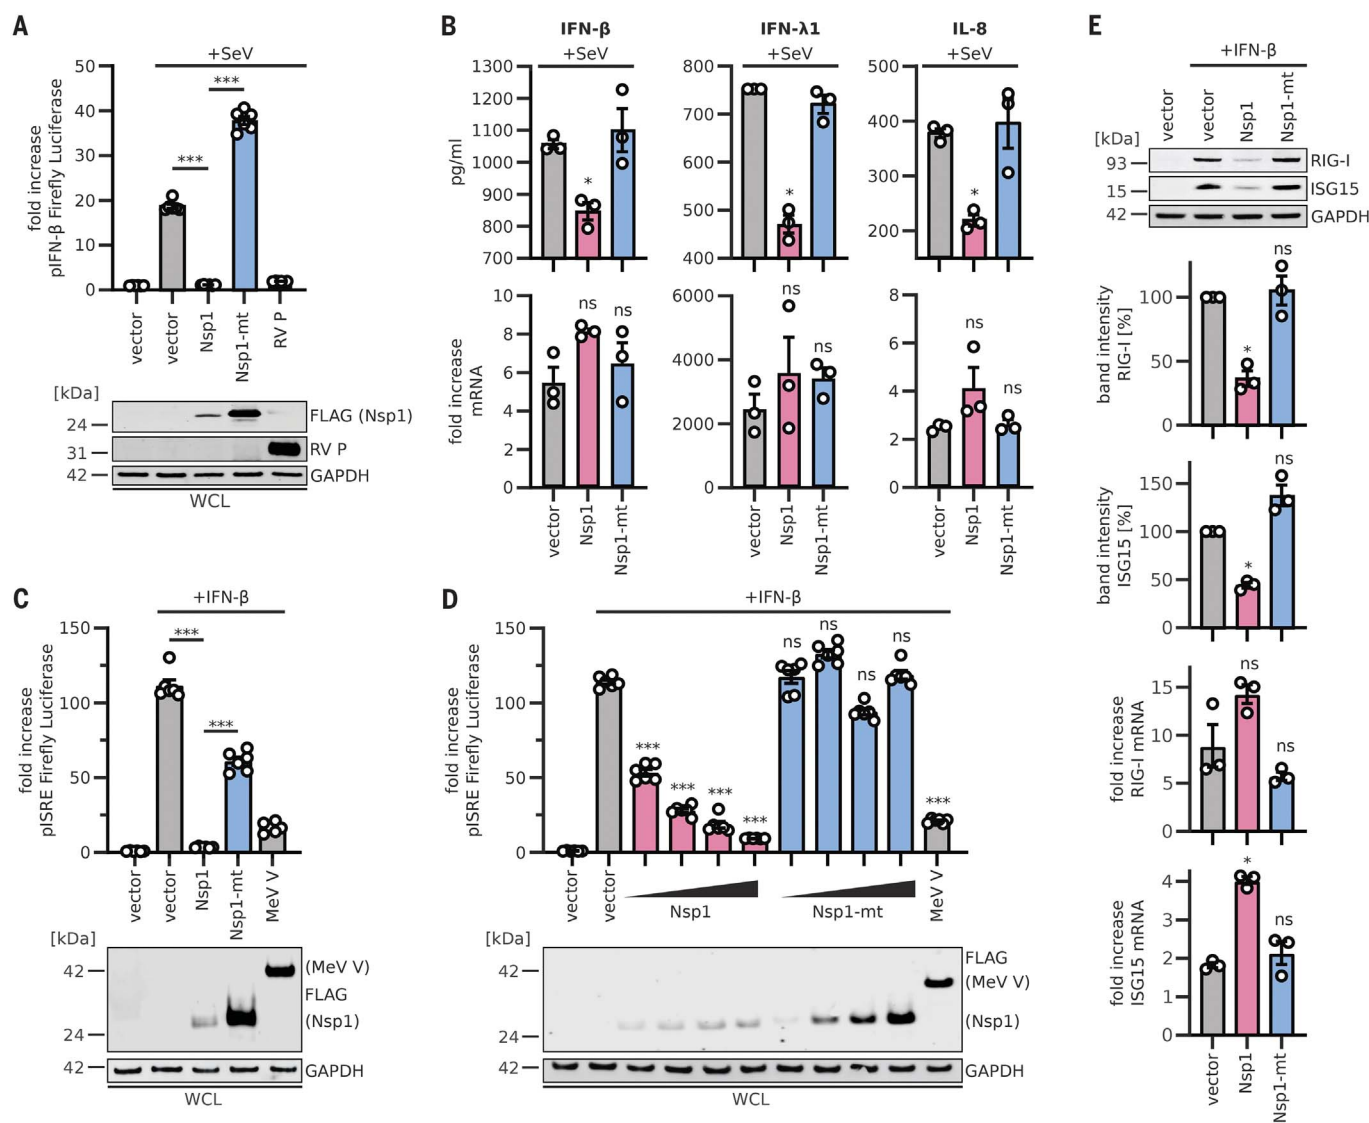 A
+SeV
fold increase
pIFN-β Firefly Luciferase
50
40
30
20
10
0
***
***
vector
vector
Nsp1
Nsp1-mt
RV P
[kDa]
24
FLAG (Nsp1)
31
RV P
42
GAPDH
WCL
B
IFN-β
+SeV
pg/ml
1300
1200
1100
1000
900
800
700
*
IFN-λ1
+SeV
800
700
600
500
400
*
IL-8
+SeV
500
400
300
200
*
fold increase
mRNA
10
8
6
4
2
0
ns
ns
vector
Nsp1
Nsp1-mt
6000
4000
2000
0
ns
ns
vector
Nsp1
Nsp1-mt
8
6
4
2
0
ns
ns
vector
Nsp1
Nsp1-mt
C
+IFN-β
fold increase
pISRE Firefly Luciferase
150
100
50
0
***
***
vector
vector
Nsp1
Nsp1-mt
MeV V
[kDa]
42
(MeV V)
FLAG
(Nsp1)
24
42
GAPDH
WCL
D
+IFN-β
fold increase
pISRE Firefly Luciferase
150
100
50
0
***
***
***
***
ns
ns
ns
ns
***
vector
vector
Nsp1
Nsp1-mt
MeV V
[kDa]
42
FLAG
(MeV V)
(Nsp1)
24
42
GAPDH
WCL
E
+IFN-β
vector
vector
Nsp1
Nsp1-mt
[kDa]
93
RIG-I
15
ISG15
42
GAPDH
band intensity
RIG-I [%]
100
50
0
*
ns
band intensity
ISG15 [%]
150
100
50
0
*
ns
fold increase
RIG-I mRNA
15
10
5
0
ns
ns
fold increase
ISG15 mRNA
4
3
2
1
0
*
ns
vector
Nsp1
Nsp1-mt